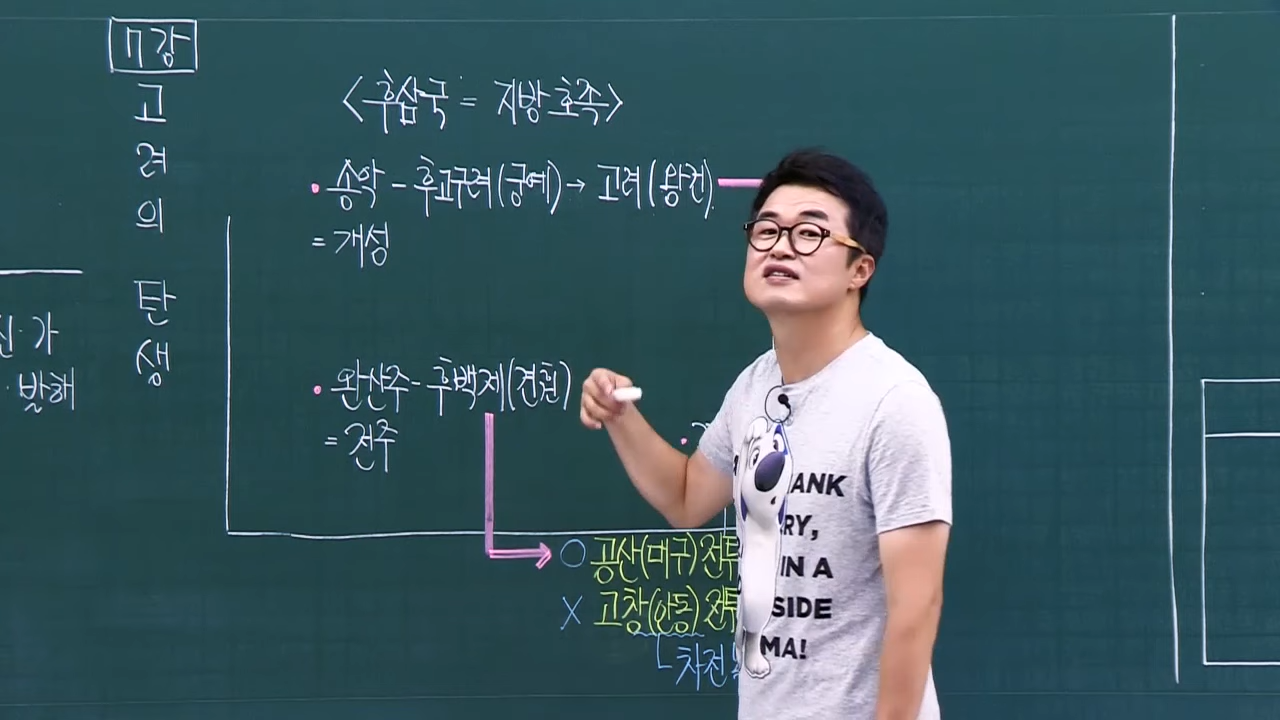 7강
고려의 탄생
<후삼국 = 지방호족>
• 송악 - 후고구려(궁예) → 고려(왕건)
= 개성
• 완산주 - 후백제(견훤)
= 전주
○ 공산(대구) 전투
X 고창(안동) 전투
차전
가
· 발해
ANK
RY,
IN A
SIDE
MA!